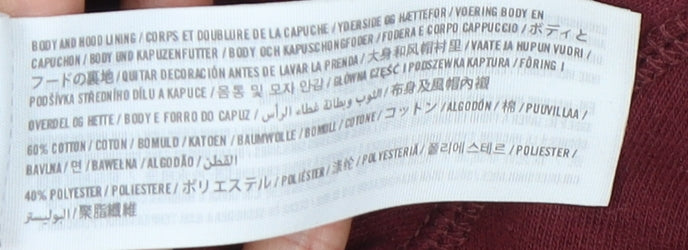 BODY AND HOOD LINING / CORPS ET DOUBLURE DE LA CAPUCHE / YDERSIDE OG HÆTTEFOR / VOERING BODY EN
CAPUCHON / BODY UND KAPUZENFUTTER / BODY OCH KAPUSCHONGFODER / FODERA E CORPO CAPPUCCIO / ボディと
フードの裏地 / QUITAR DECORACIÓN ANTES DE LAVAR LA PRENDA / 大身和风帽衬里 / VAATE JA HUPUN VUORI /
PODŠÍVKA STŘEDNÍHO DÍLU A KAPUCE / 몸통 및 모자 안감 / GŁÓWNA CZĘŚĆ I PODSZEWKA KAPTURA / FÔRING I
OVERDEL OG HETTE / BODY E FORRO DO CAPUZ / الثوب وبطانة غطاء الرأس / 布身及風帽內襯
60% COTTON / COTON / BOMULD / KATOEN / BAUMWOLLE / BOMULL / COTONE / コットン / ALGODÓN / 棉 / PUUVILLAA /
BAVLNA / 면 / BAWEŁNA / ALGODÃO / القطن
40% POLYESTER / POLIESTERE / ポリエステル / POLIÉSTER / 涤纶 / POLYESTERIÄ / 폴리에스테르 / POLIESTER /
البوليستر / 聚脂纖維